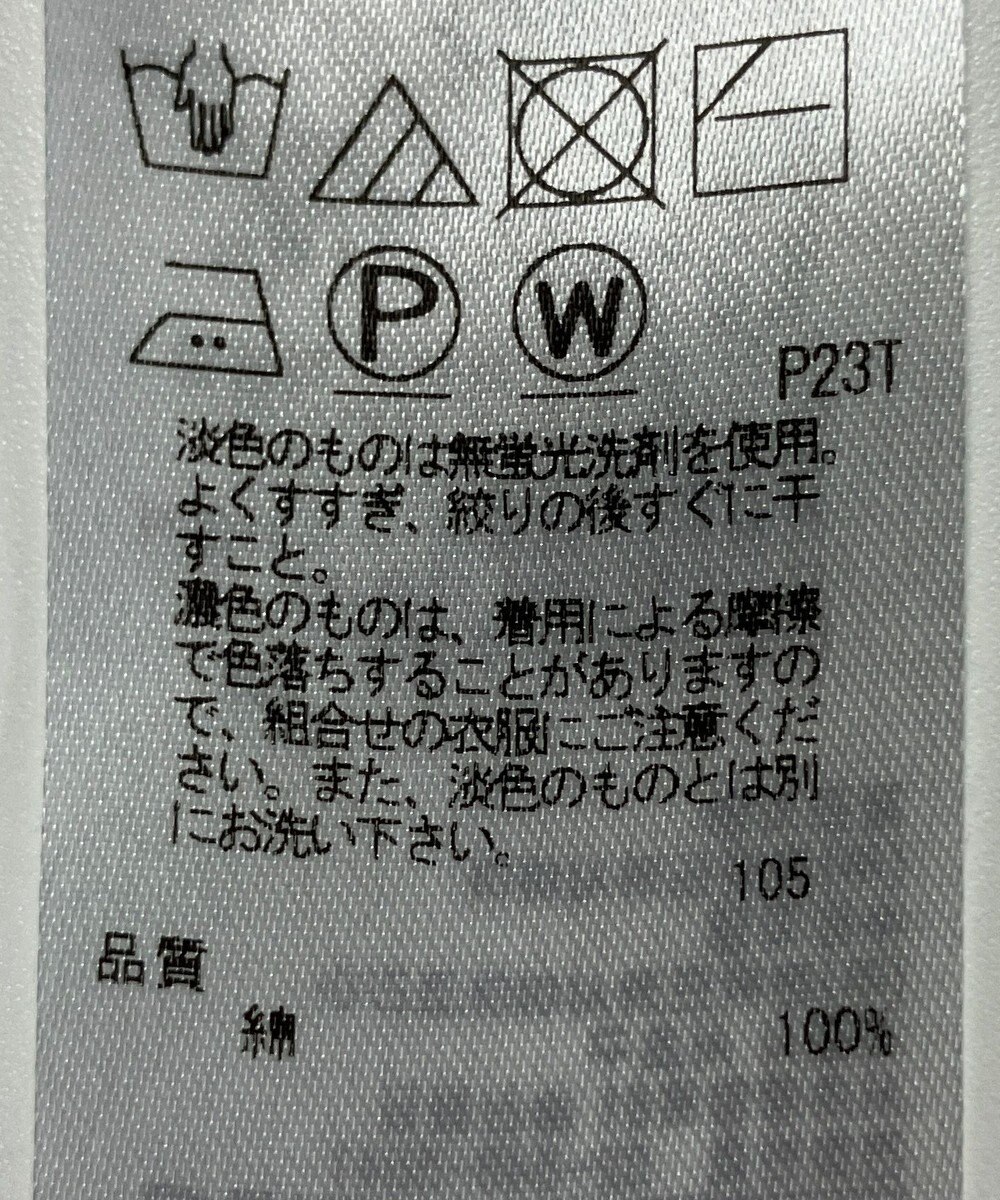 P
W
P23T
淡色のものは無蛍光洗剤を使用。
よくすすぎ、絞りの後すぐに干
すこと。
濃色のものは、着用による摩擦
で色落ちすることがありますの
で、組合せの衣服にご注意くだ
さい。また、淡色のものとは別
にお洗い下さい。
105
品質
綿 100%